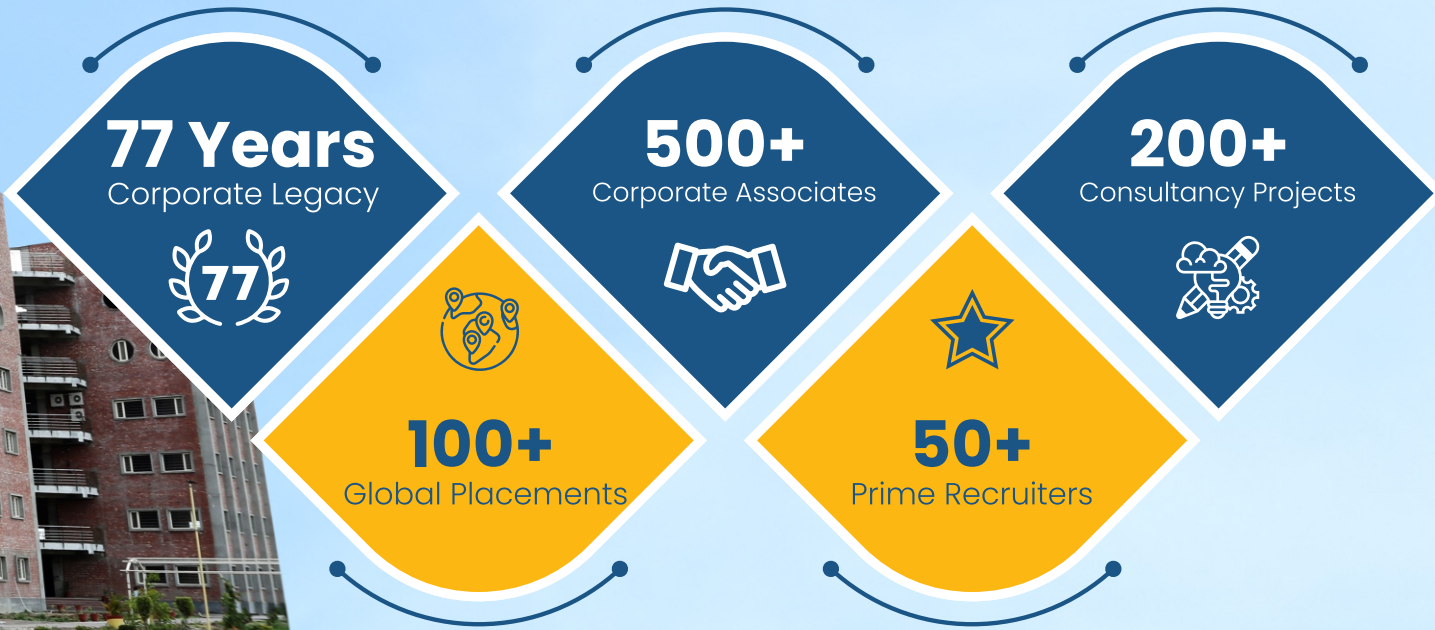 77 Years
Corporate Legacy
77
500+
Corporate Associates
200+
Consultancy Projects
100+
Global Placements
50+
Prime Recruiters